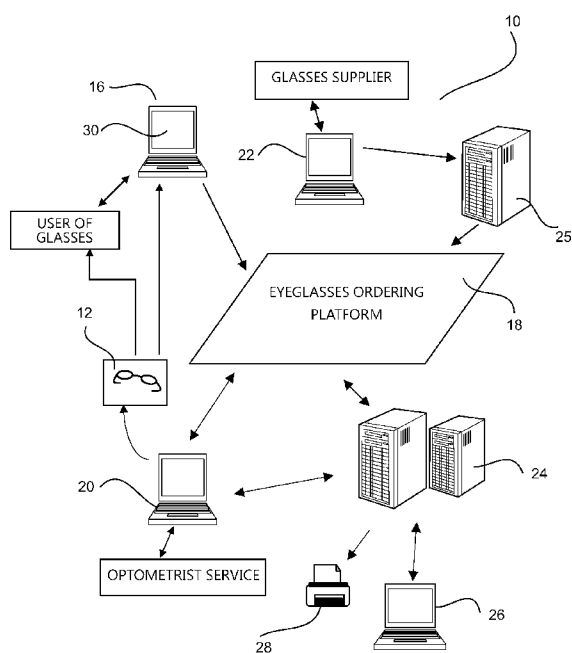 10
16
GLASSES SUPPLIER
30
22
25
USER OF
GLASSES
EYEGLASSES ORDERING
PLATFORM
18
12
20
24
OPTOMETRIST SERVICE
28
26